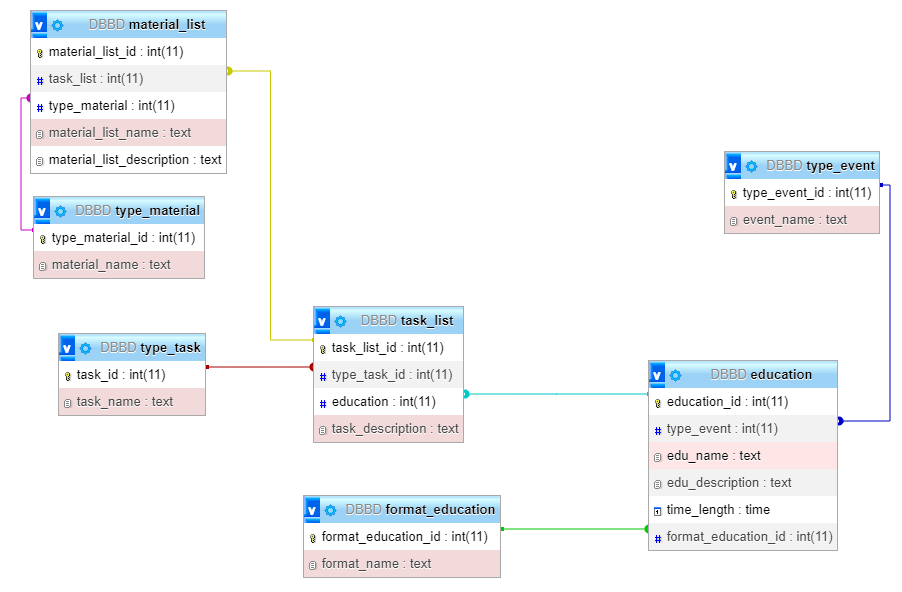 v DBBD material_list
material_list_id : int(11)
# task_list : int(11)
# type_material : int(11)
material_list_name : text
material_list_description : text
v DBBD type_material
type_material_id : int(11)
material_name : text
v DBBD type_task
task_id : int(11)
task_name : text
v DBBD task_list
task_list_id : int(11)
# type_task_id : int(11)
# education : int(11)
task_description : text
v DBBD format_education
format_education_id : int(11)
format_name : text
v DBBD type_event
type_event_id : int(11)
event_name : text
v DBBD education
education_id : int(11)
# type_event : int(11)
edu_name : text
edu_description : text
time_length : time
# format_education_id : int(11)